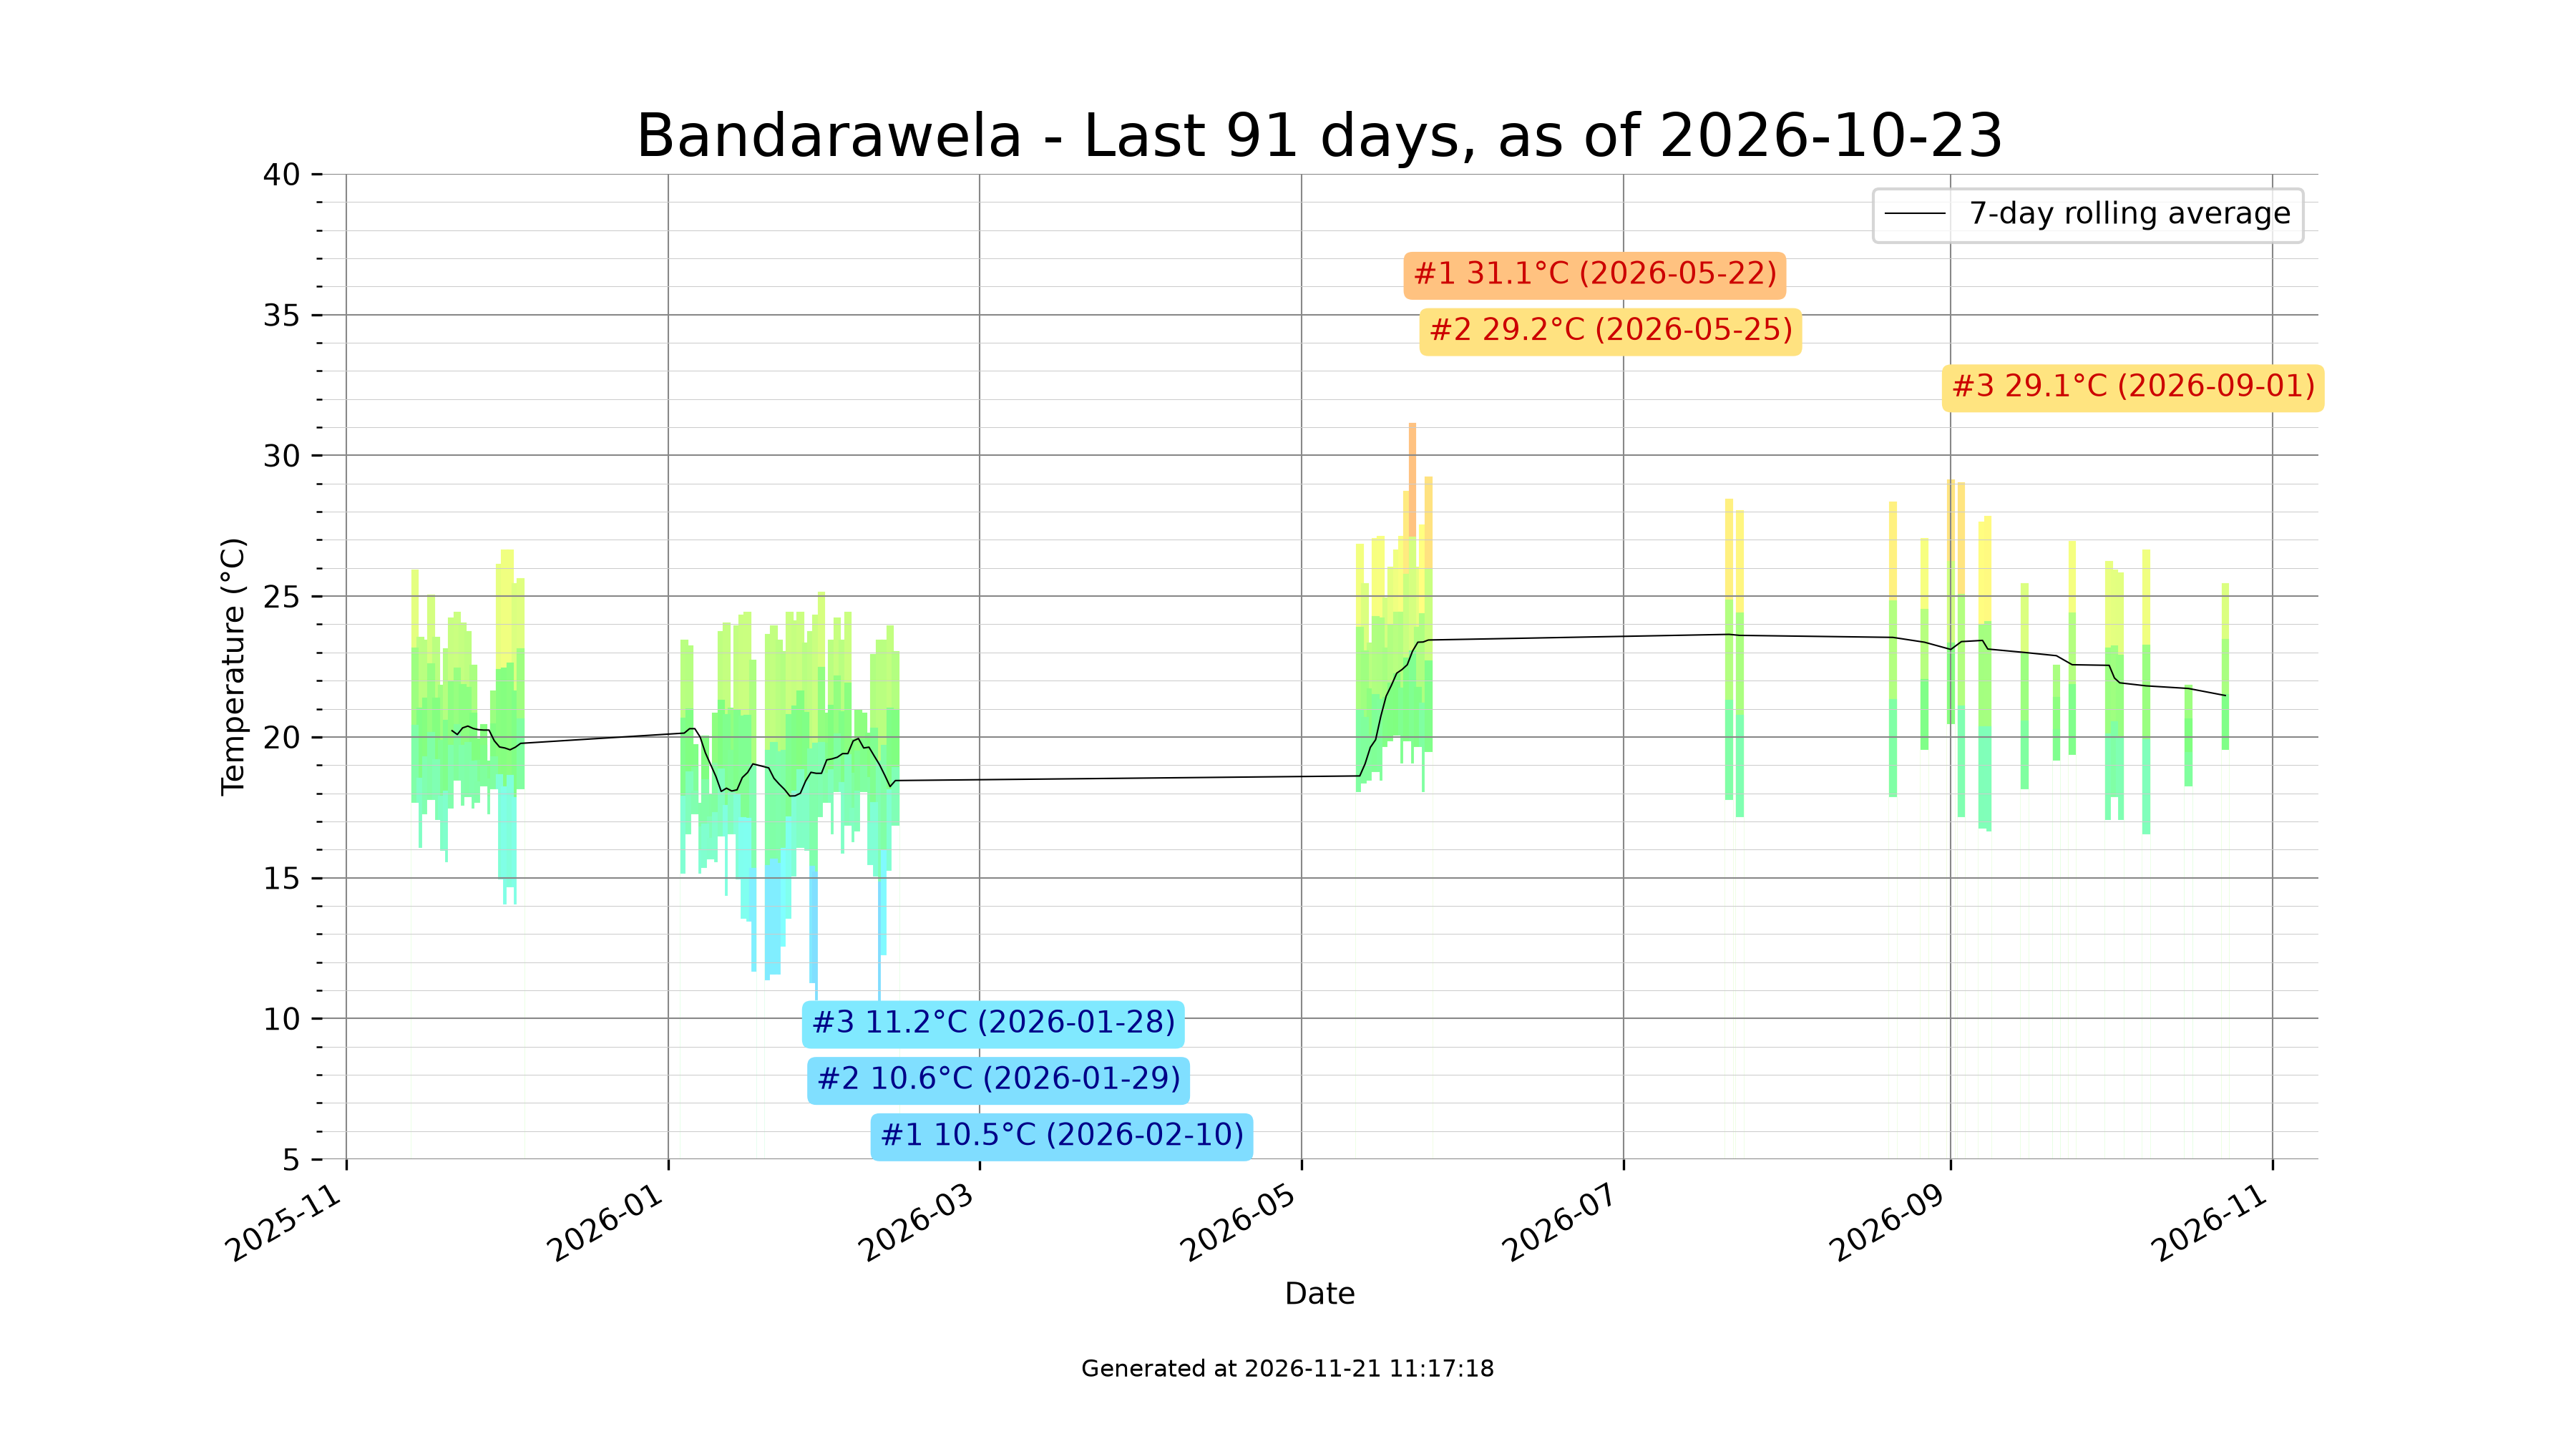 Bandarawela - Last 91 days, as of 2026-10-23
7-day rolling average
#1 31.1°C (2026-05-22)
#2 29.2°C (2026-05-25)
#3 29.1°C (2026-09-01)
Temperature (°C)
40
35
30
25
20
15
10
5
#3 11.2°C (2026-01-28)
#2 10.6°C (2026-01-29)
#1 10.5°C (2026-02-10)
2025-11
2026-01
2026-03
2026-05
2026-07
2026-09
2026-11
Date
Generated at 2026-11-21 11:17:18